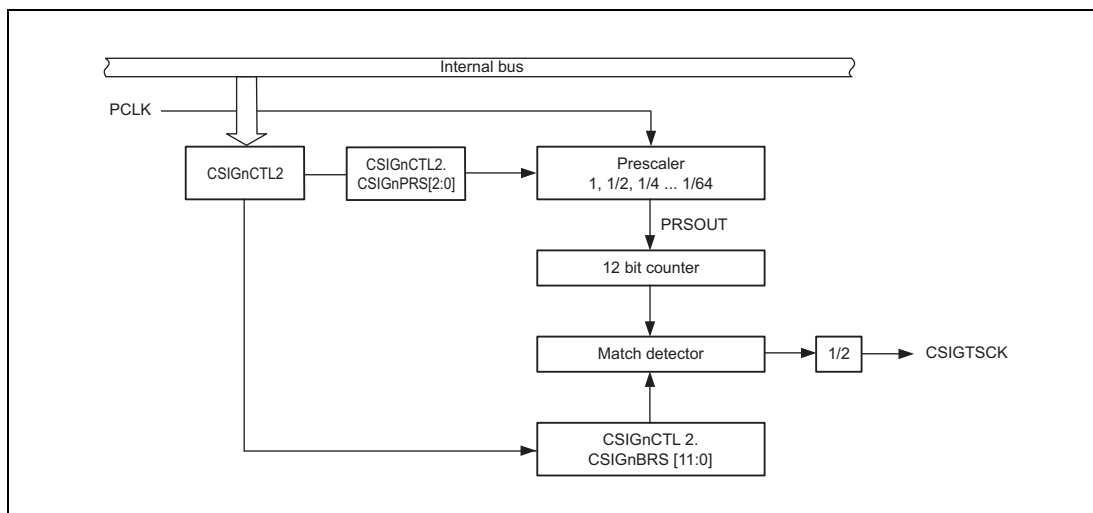 Internal bus
PCLK
CSIGnCTL2
CSIGnCTL2.
CSIGnPRS[2:0]
Prescaler
1, 1/2, 1/4 ... 1/64
PRSOUT
12 bit counter
Match detector
1/2
CSIGTSCK
CSIGnCTL 2.
CSIGnBRS [11:0]